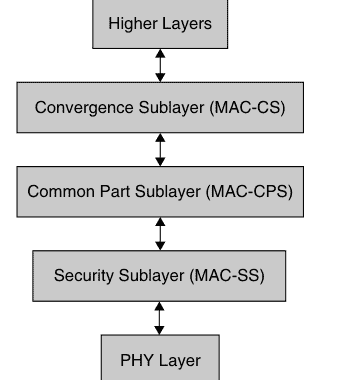 Higher Layers
Convergence Sublayer (MAC-CS)
Common Part Sublayer (MAC-CPS)
Security Sublayer (MAC-SS)
PHY Layer